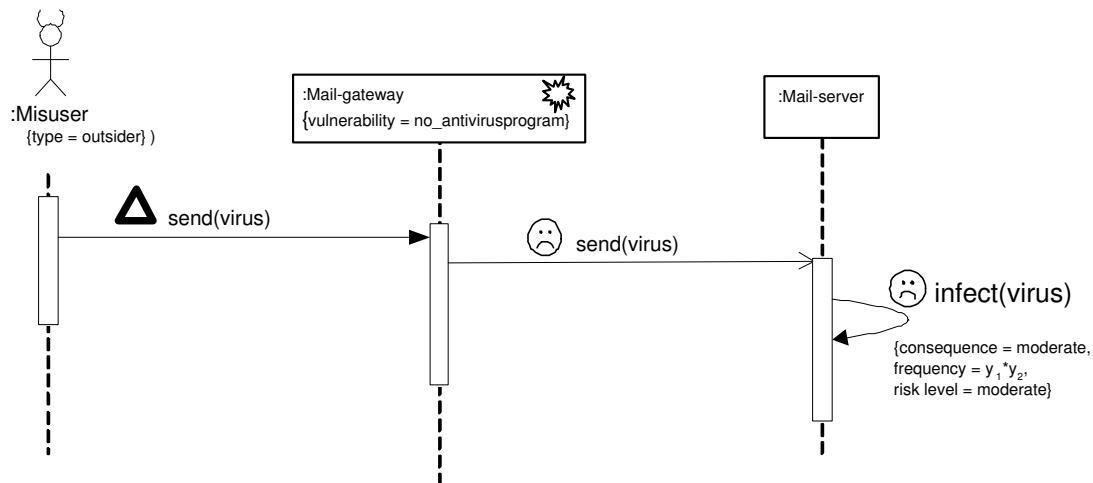 :Misuser
{type = outsider} )
:Mail-gateway
{vulnerability = no_antivirusprogram}
:Mail-server
send(virus)
send(virus)
infect(virus)
{consequence = moderate,
frequency = y₁*y₂,
risk level = moderate}